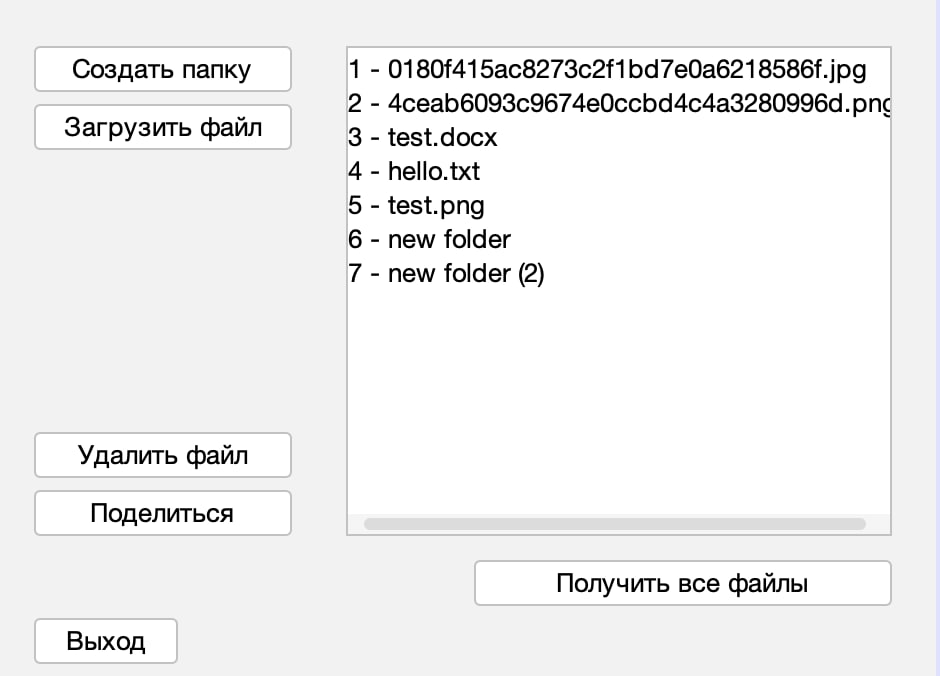 Создать папку
Загрузить файл
1 - 0180f415ac8273c2f1bd7e0a6218586f.jpg
2 - 4ceab6093c9674e0ccbd4c4a3280996d.png
3 - test.docx
4 - hello.txt
5 - test.png
6 - new folder
7 - new folder (2)
Удалить файл
Поделиться
Получить все файлы
Выход